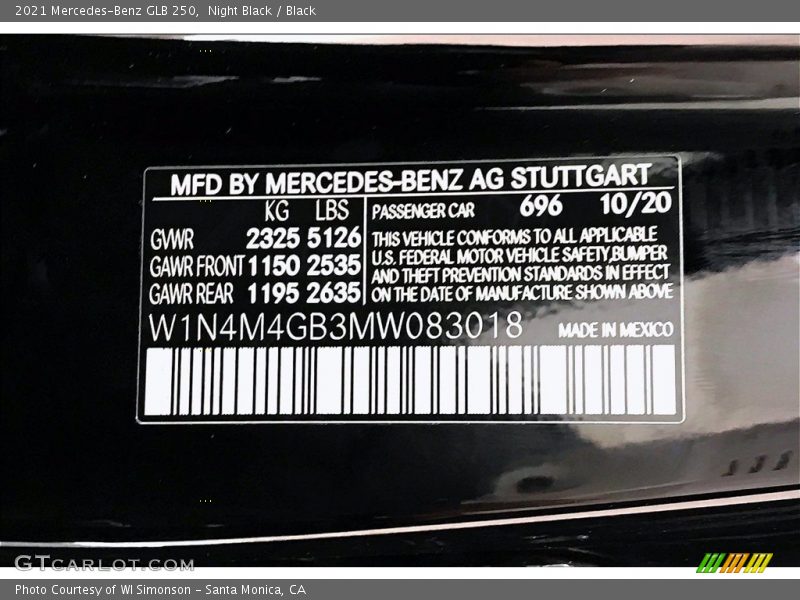 2021 Mercedes-Benz GLB 250, Night Black / Black
MFD BY MERCEDES-BENZ AG STUTTGART
KG LBS
GVWR 2325 5126
GAWR FRONT 1150 2535
GAWR REAR 1195 2635
PASSENGER CAR 696 10/20
THIS VEHICLE CONFORMS TO ALL APPLICABLE
U.S. FEDERAL MOTOR VEHICLE SAFETY,BUMPER
AND THEFT PREVENTION STANDARDS IN EFFECT
ON THE DATE OF MANUFACTURE SHOWN ABOVE
W1N4M4GB3MW083018 MADE IN MEXICO
GTCARLOT.COM
Photo Courtesy of WI Simonson - Santa Monica, CA